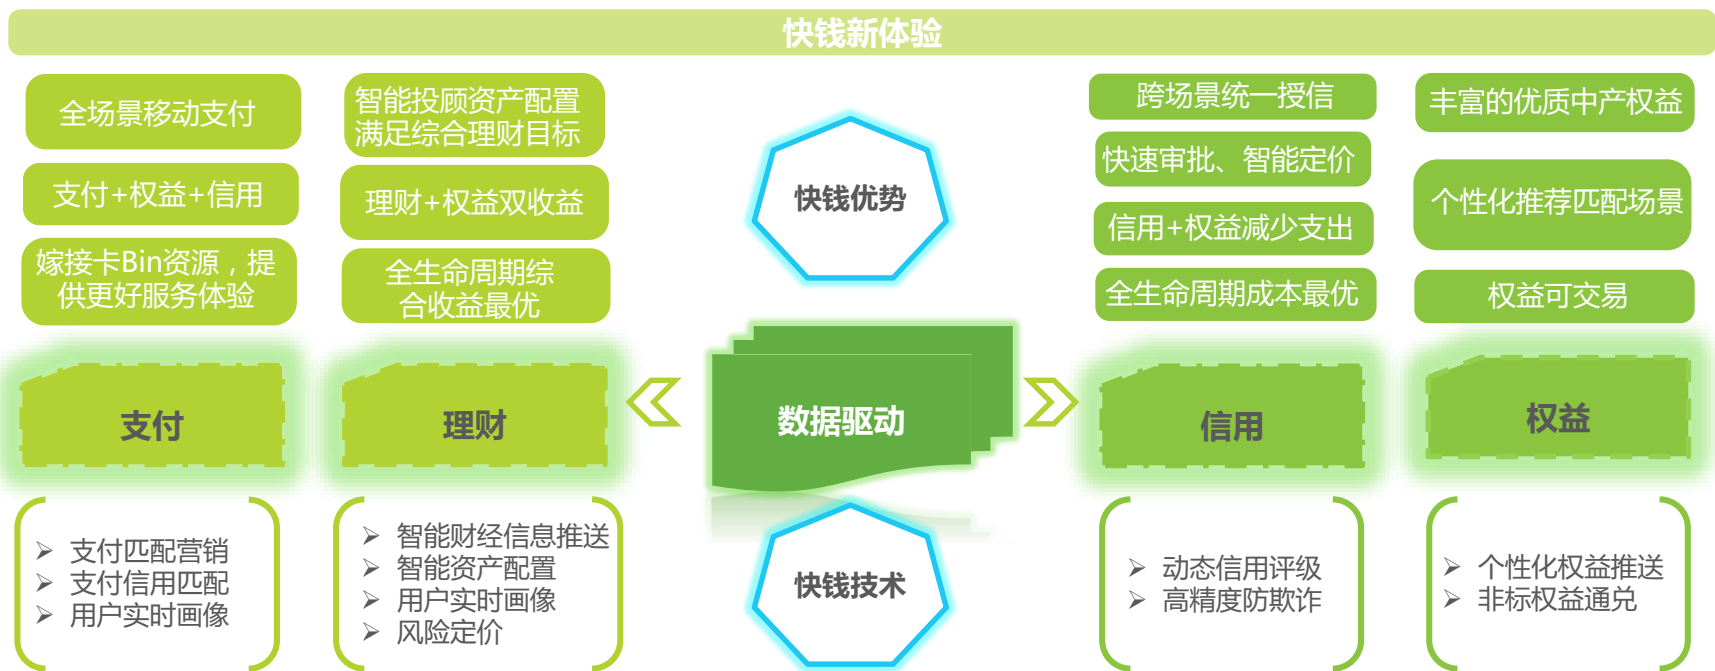 快钱新体验
全场景移动支付
支付+权益+信用
嫁接卡Bin资源，提
供更好服务体验
智能投顾资产配置
满足综合理财目标
理财+权益双收益
全生命周期综
合收益最优
快钱优势
跨场景统一授信
快速审批、智能定价
信用+权益减少支出
全生命周期成本最优
丰富的优质中产权益
个性化推荐匹配场景
权益可交易
支付
理财
数据驱动
信用
权益
➢ 支付匹配营销
➢ 支付信用匹配
➢ 用户实时画像
➢ 智能财经信息推送
➢ 智能资产配置
➢ 用户实时画像
➢ 风险定价
快钱技术
➢ 动态信用评级
➢ 高精度防欺诈
➢ 个性化权益推送
➢ 非标权益通兑